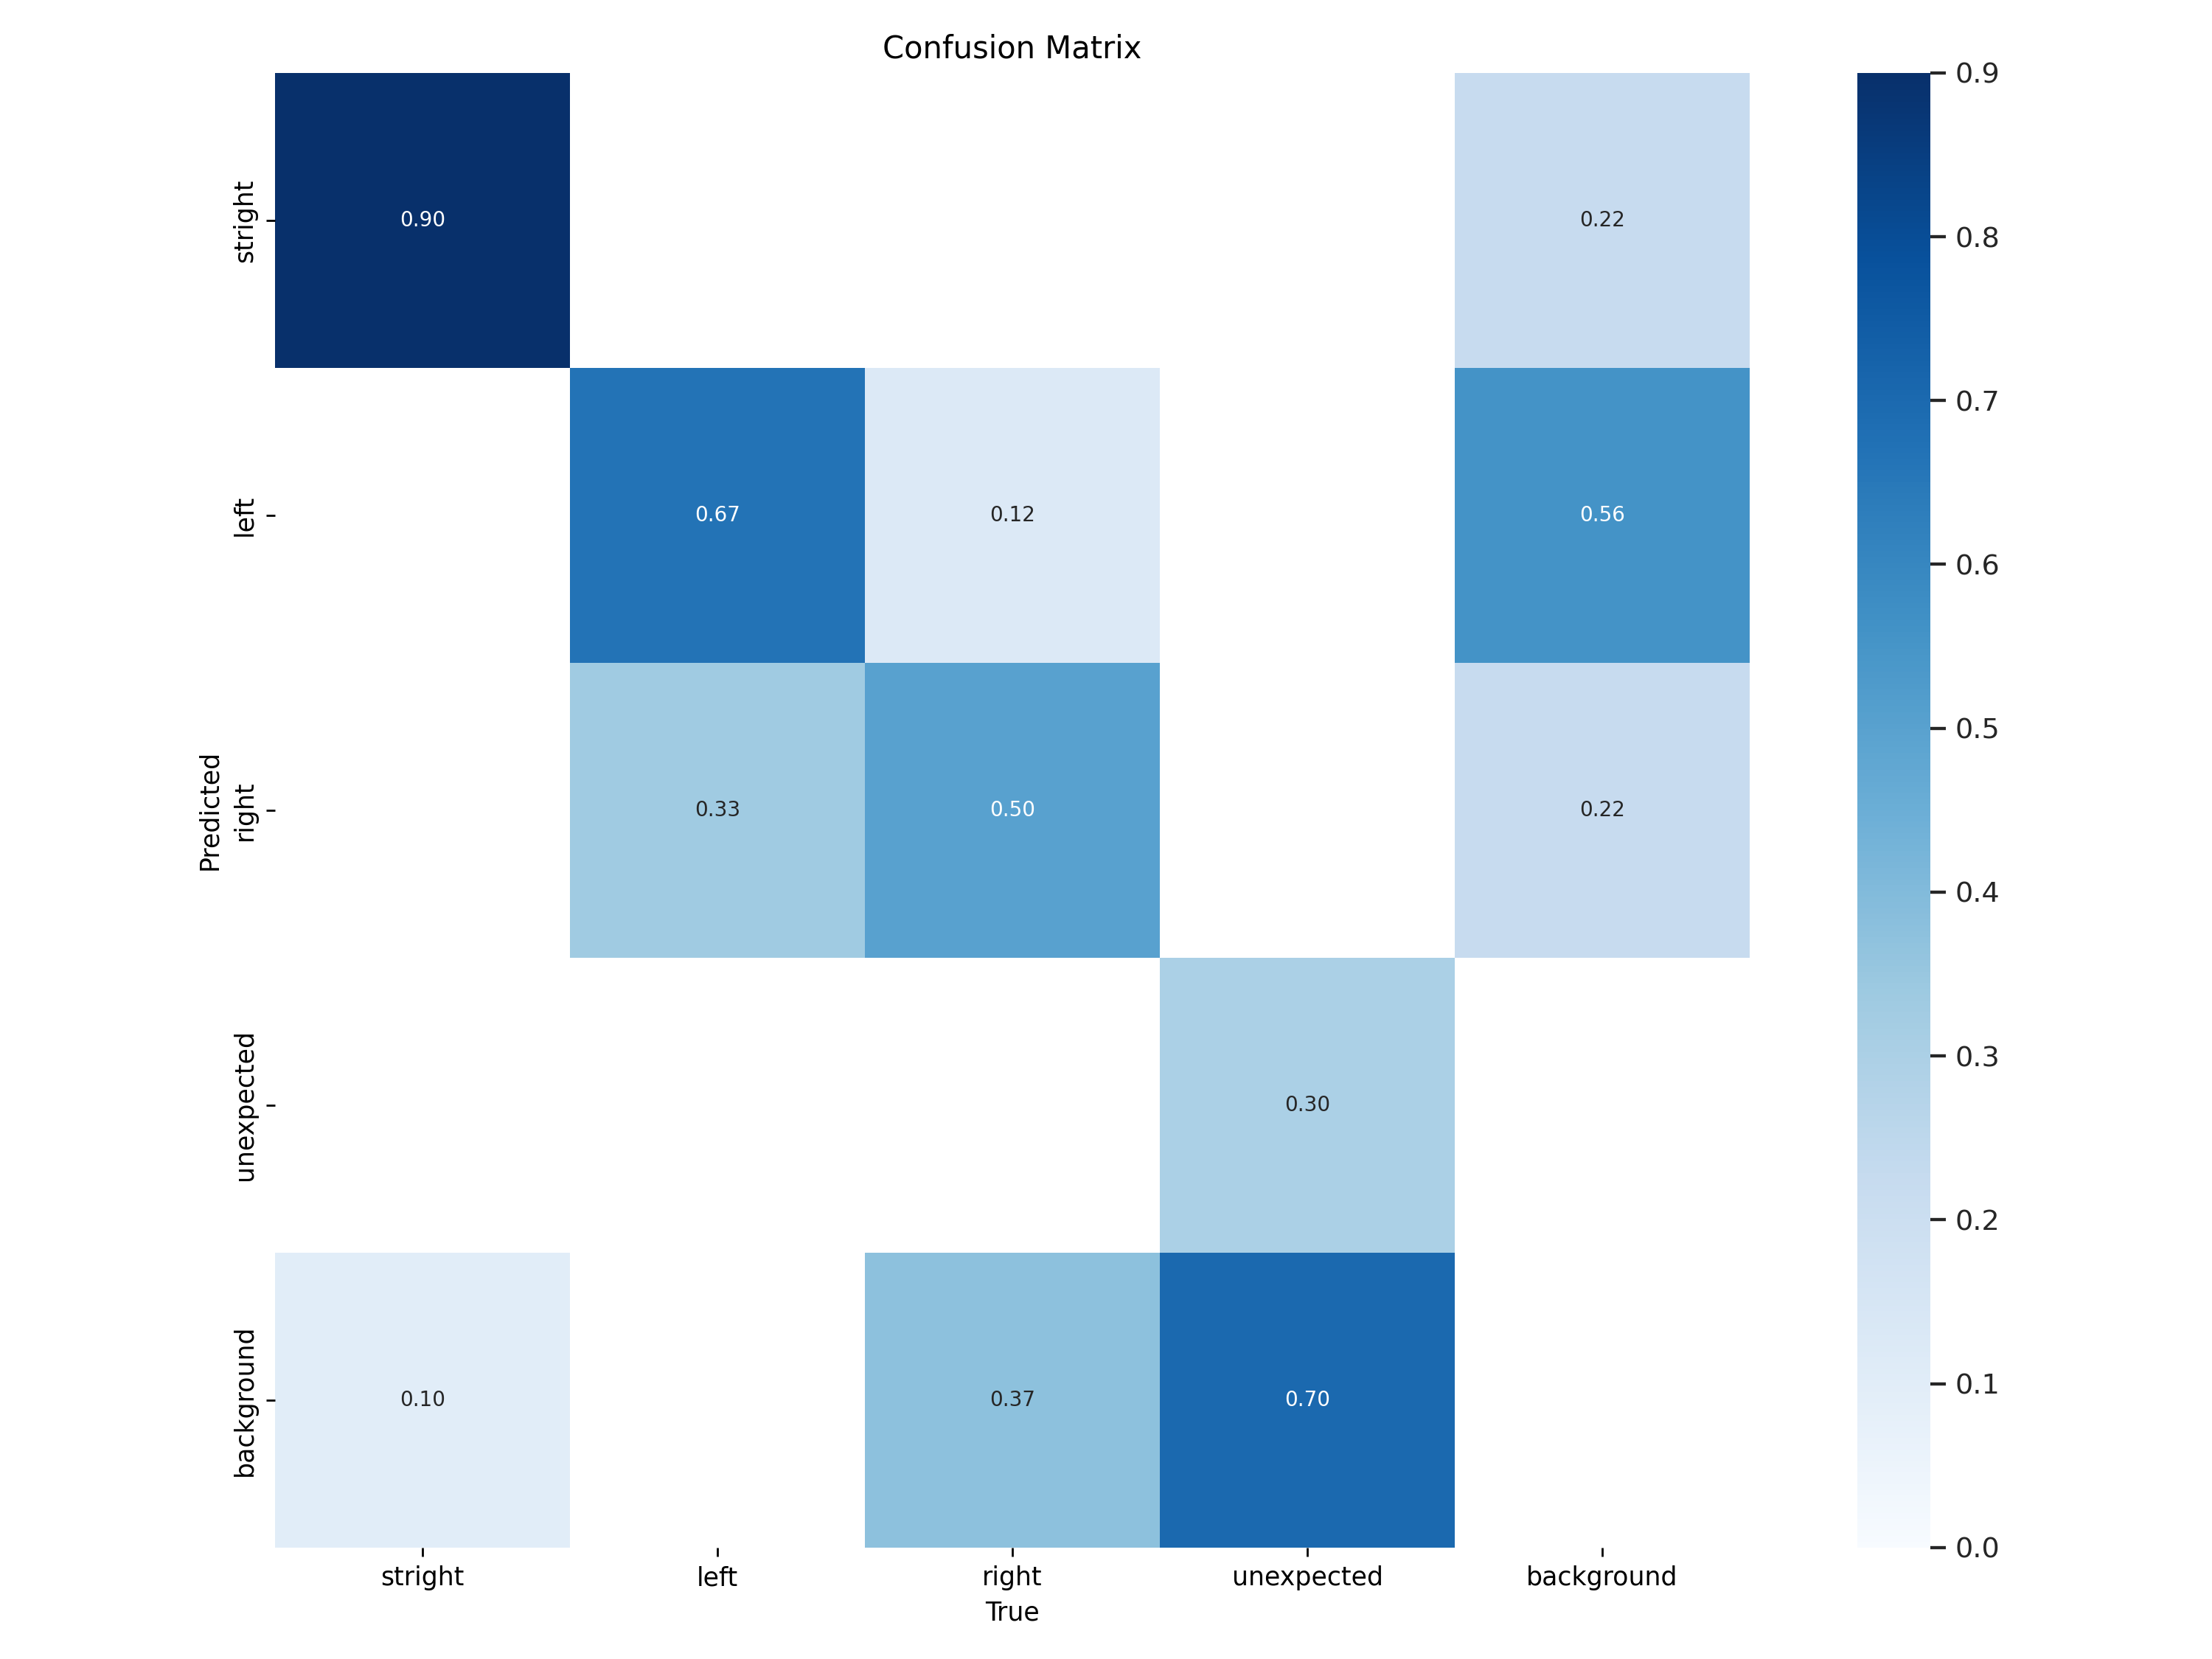 Confusion Matrix
stright
left
right
unexpected
background
Predicted
0.90
0.22
0.67
0.12
0.56
0.33
0.50
0.22
0.30
0.10
0.37
0.70
stright
left
right
unexpected
background
True
0.9
0.8
0.7
0.6
0.5
0.4
0.3
0.2
0.1
0.0